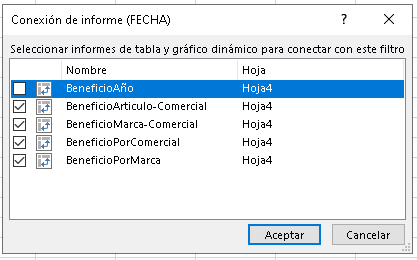 Conexión de informe (FECHA)
?
Seleccionar informes de tabla y gráfico dinámico para conectar con este filtro
Nombre Hoja
BeneficioAño Hoja4
BeneficioArticulo-Comercial Hoja4
BeneficioMarca-Comercial Hoja4
BeneficioPorComercial Hoja4
BeneficioPorMarca Hoja4
Aceptar Cancelar